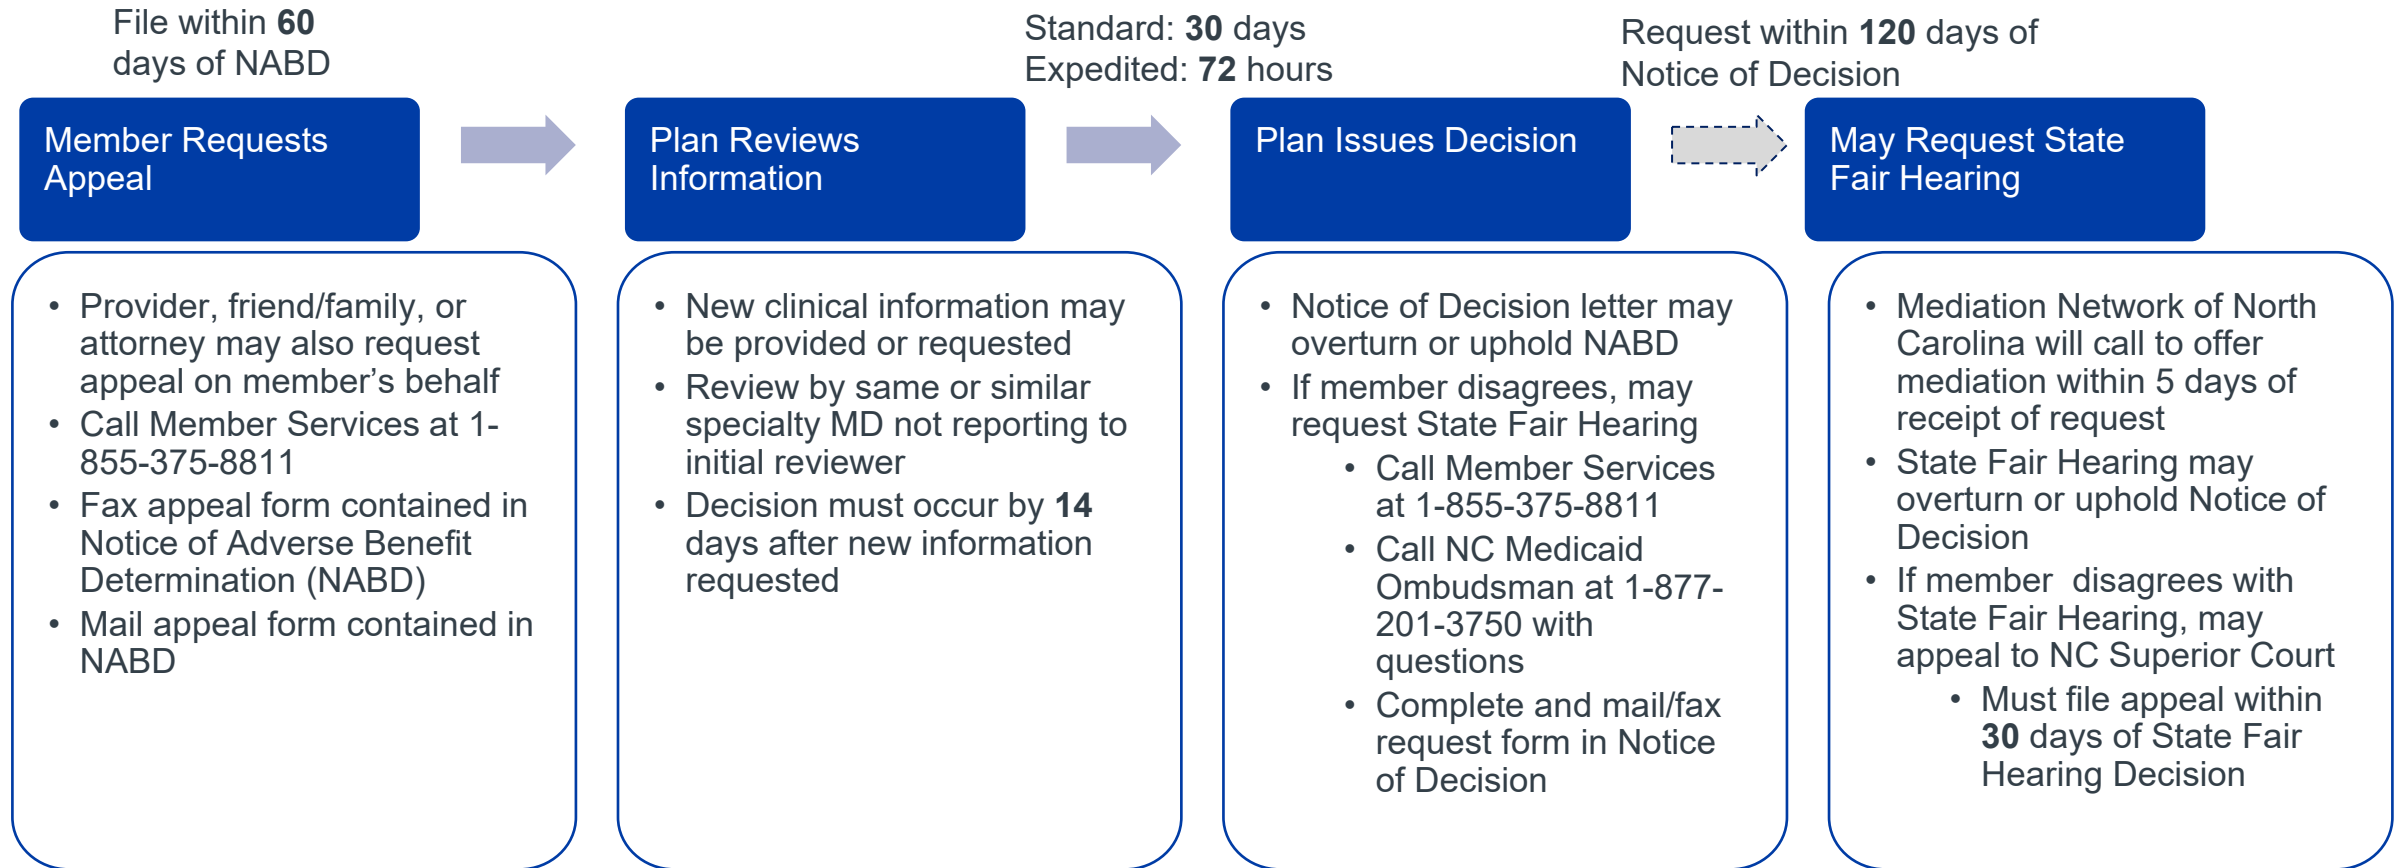 File within 60
days of NABD
Standard: 30 days
Expedited: 72 hours
Request within 120 days of
Notice of Decision
Member Requests
Appeal
Plan Reviews
Information
Plan Issues Decision
May Request State
Fair Hearing
• Provider, friend/family, or
attorney may also request
appeal on member’s behalf
• Call Member Services at 1-
855-375-8811
• Fax appeal form contained in
Notice of Adverse Benefit
Determination (NABD)
• Mail appeal form contained in
NABD
• New clinical information may
be provided or requested
• Review by same or similar
specialty MD not reporting to
initial reviewer
• Decision must occur by 14
days after new information
requested
• Notice of Decision letter may
overturn or uphold NABD
• If member disagrees, may
request State Fair Hearing
• Call Member Services
at 1-855-375-8811
• Call NC Medicaid
Ombudsman at 1-877-
201-3750 with
questions
• Complete and mail/fax
request form in Notice
of Decision
• Mediation Network of North
Carolina will call to offer
mediation within 5 days of
receipt of request
• State Fair Hearing may
overturn or uphold Notice of
Decision
• If member  disagrees with
State Fair Hearing, may
appeal to NC Superior Court
• Must file appeal within
30 days of State Fair
Hearing Decision